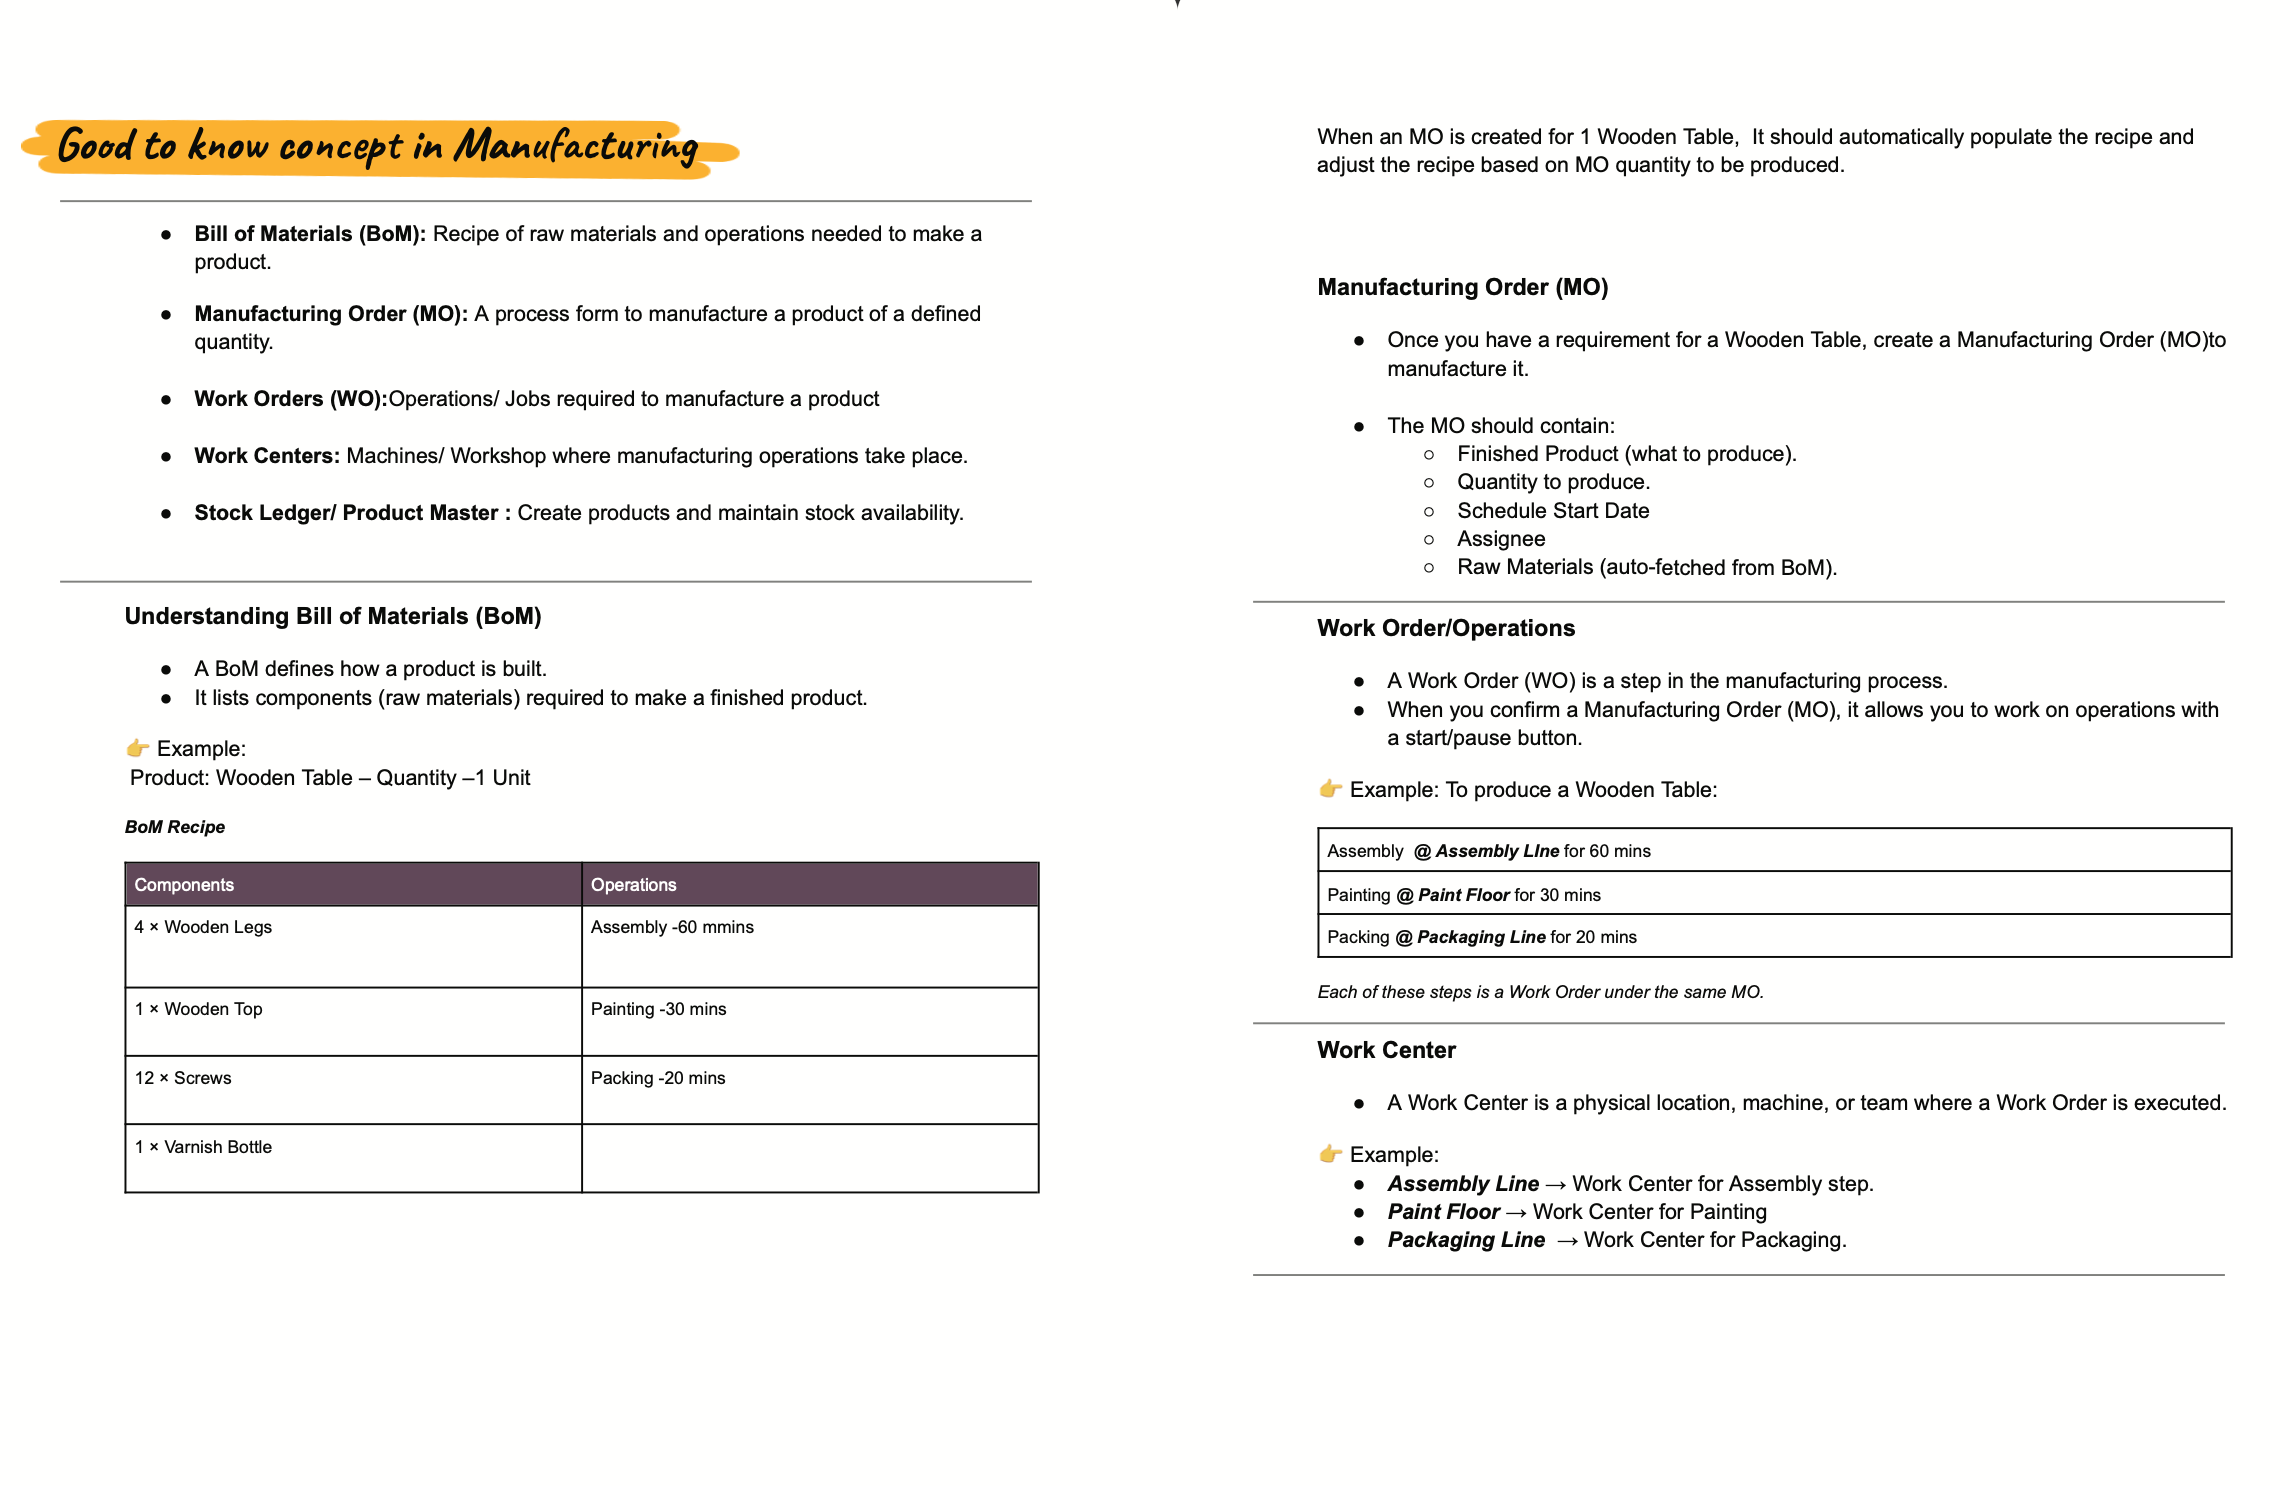 Good to know concept in Manufacturing
● Bill of Materials (BoM): Recipe of raw materials and operations needed to make a
product.
● Manufacturing Order (MO): A process form to manufacture a product of a defined
quantity.
● Work Orders (WO):Operations/ Jobs required to manufacture a product
● Work Centers: Machines/ Workshop where manufacturing operations take place.
● Stock Ledger/ Product Master : Create products and maintain stock availability.
Understanding Bill of Materials (BoM)
● A BoM defines how a product is built.
● It lists components (raw materials) required to make a finished product.
👉 Example:
Product: Wooden Table – Quantity –1 Unit
BoM Recipe
Components Operations
4 × Wooden Legs Assembly -60 mmins
1 × Wooden Top Painting -30 mins
12 × Screws Packing -20 mins
1 × Varnish Bottle
When an MO is created for 1 Wooden Table,  It should automatically populate the recipe and
adjust the recipe based on MO quantity to be produced.
Manufacturing Order (MO)
● Once you have a requirement for a Wooden Table, create a Manufacturing Order (MO)to
manufacture it.
● The MO should contain:
○ Finished Product (what to produce).
○ Quantity to produce.
○ Schedule Start Date
○ Assignee
○ Raw Materials (auto-fetched from BoM).
Work Order/Operations
● A Work Order (WO) is a step in the manufacturing process.
● When you confirm a Manufacturing Order (MO), it allows you to work on operations with
a start/pause button.
👉 Example: To produce a Wooden Table:
Assembly  @ Assembly LIne for 60 mins
Painting @ Paint Floor for 30 mins
Packing @ Packaging Line for 20 mins
Each of these steps is a Work Order under the same MO.
Work Center
● A Work Center is a physical location, machine, or team where a Work Order is executed.
👉 Example:
● Assembly Line → Work Center for Assembly step.
● Paint Floor → Work Center for Painting
● Packaging Line  → Work Center for Packaging.